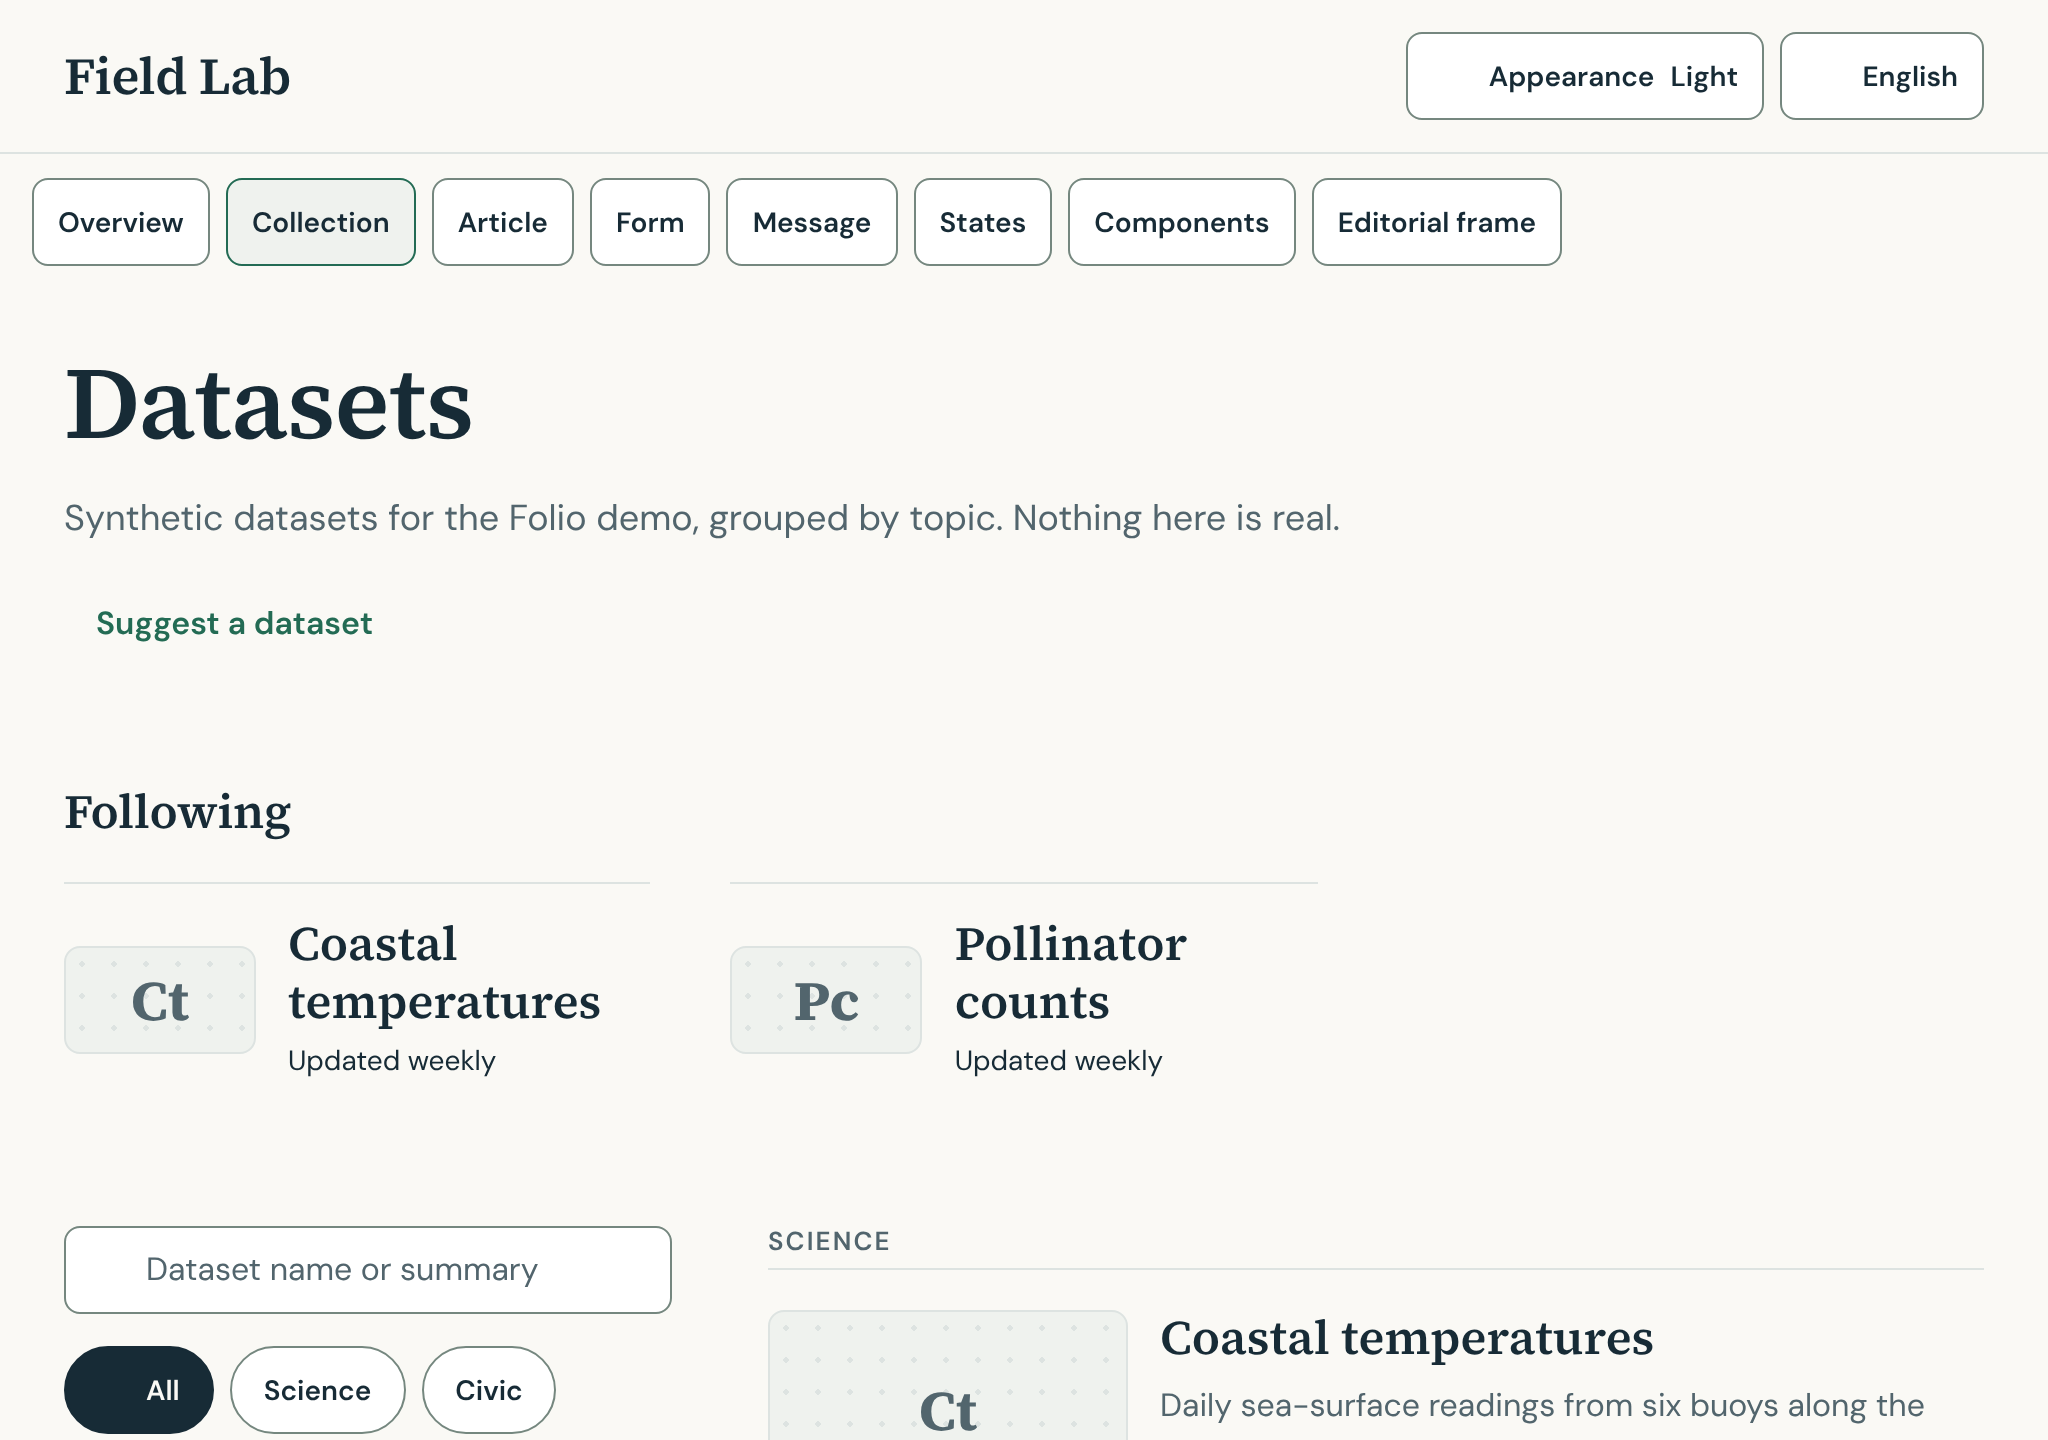 Field Lab
Appearance Light
English
Overview
Collection
Article
Form
Message
States
Components
Editorial frame
Datasets
Synthetic datasets for the Folio demo, grouped by topic. Nothing here is real.
Suggest a dataset
Following
Ct
Coastal
temperatures
Updated weekly
Pc
Pollinator
counts
Updated weekly
Dataset name or summary
All
Science
Civic
SCIENCE
Ct
Coastal temperatures
Daily sea-surface readings from six buoys along the